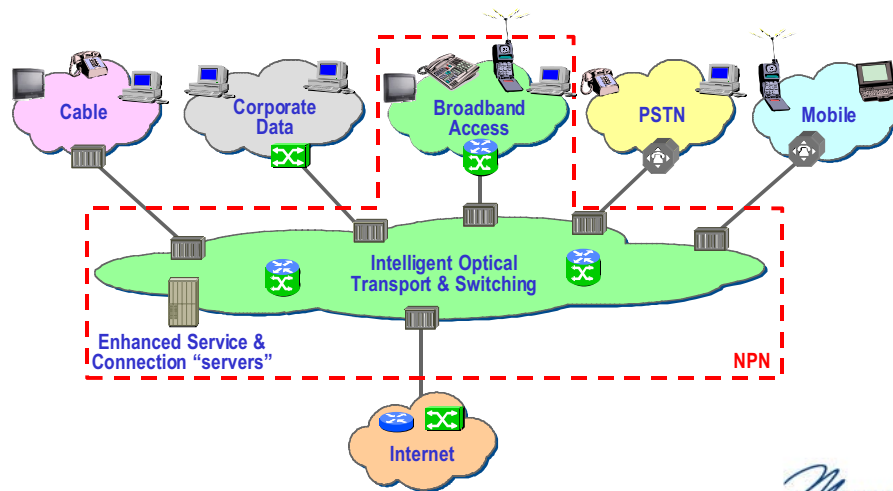 Cable
Corporate
Data
Broadband
Access
PSTN
Mobile
Intelligent Optical
Transport & Switching
Enhanced Service &
Connection “servers”
NPN
Internet